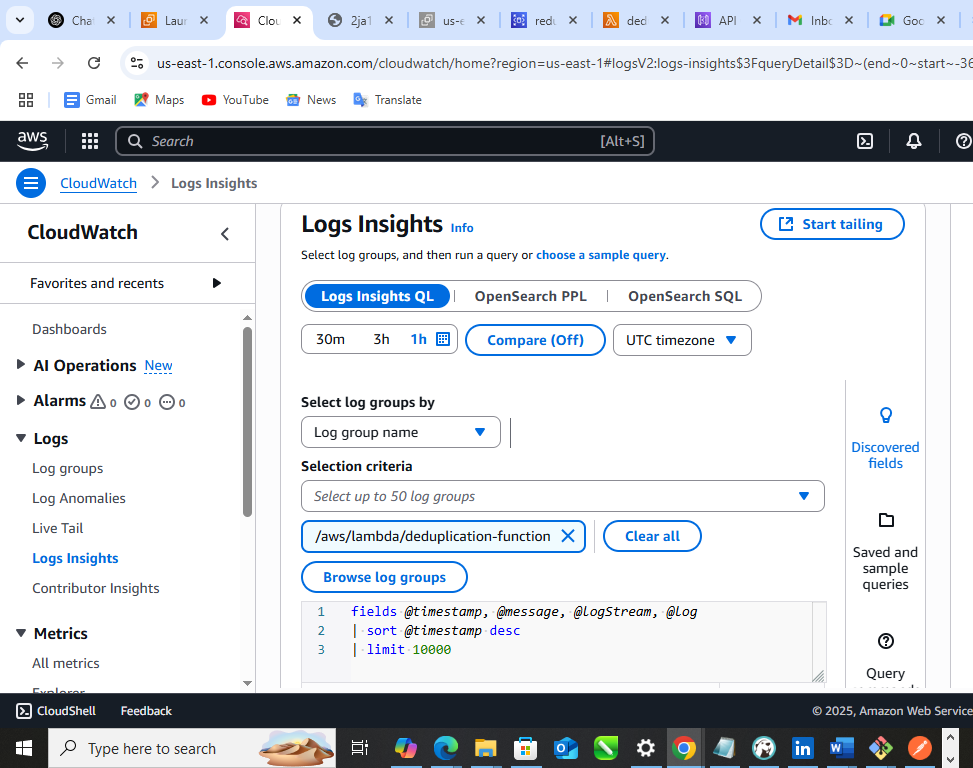 Chat
Laur
Clou
2ja1
us-e
redu
ded
API
Inbo
Goo
us-east-1.console.aws.amazon.com/cloudwatch/home?region=us-east-1#logsV2:logs-insights$3FqueryDetail$3D~(end~0~start~-36
Gmail
Maps
YouTube
News
Translate
aws
Search
[Alt+S]
CloudWatch
Logs Insights
CloudWatch
Favorites and recents
Dashboards
AI Operations New
Alarms 0 0 0
Logs
Log groups
Log Anomalies
Live Tail
Logs Insights
Contributor Insights
Metrics
All metrics
Explorer
Logs Insights Info
Start tailing
Select log groups, and then run a query or choose a sample query.
Logs Insights QL
OpenSearch PPL
OpenSearch SQL
30m 3h 1h
Compare (Off)
UTC timezone
Select log groups by
Log group name
Selection criteria
Select up to 50 log groups
/aws/lambda/deduplication-function
Clear all
Browse log groups
1 fields @timestamp, @message, @logStream, @log
2 | sort @timestamp desc
3 | limit 10000
Discovered
fields
Saved and
sample
queries
Query
CloudShell
Feedback
© 2025, Amazon Web Service
Type here to search